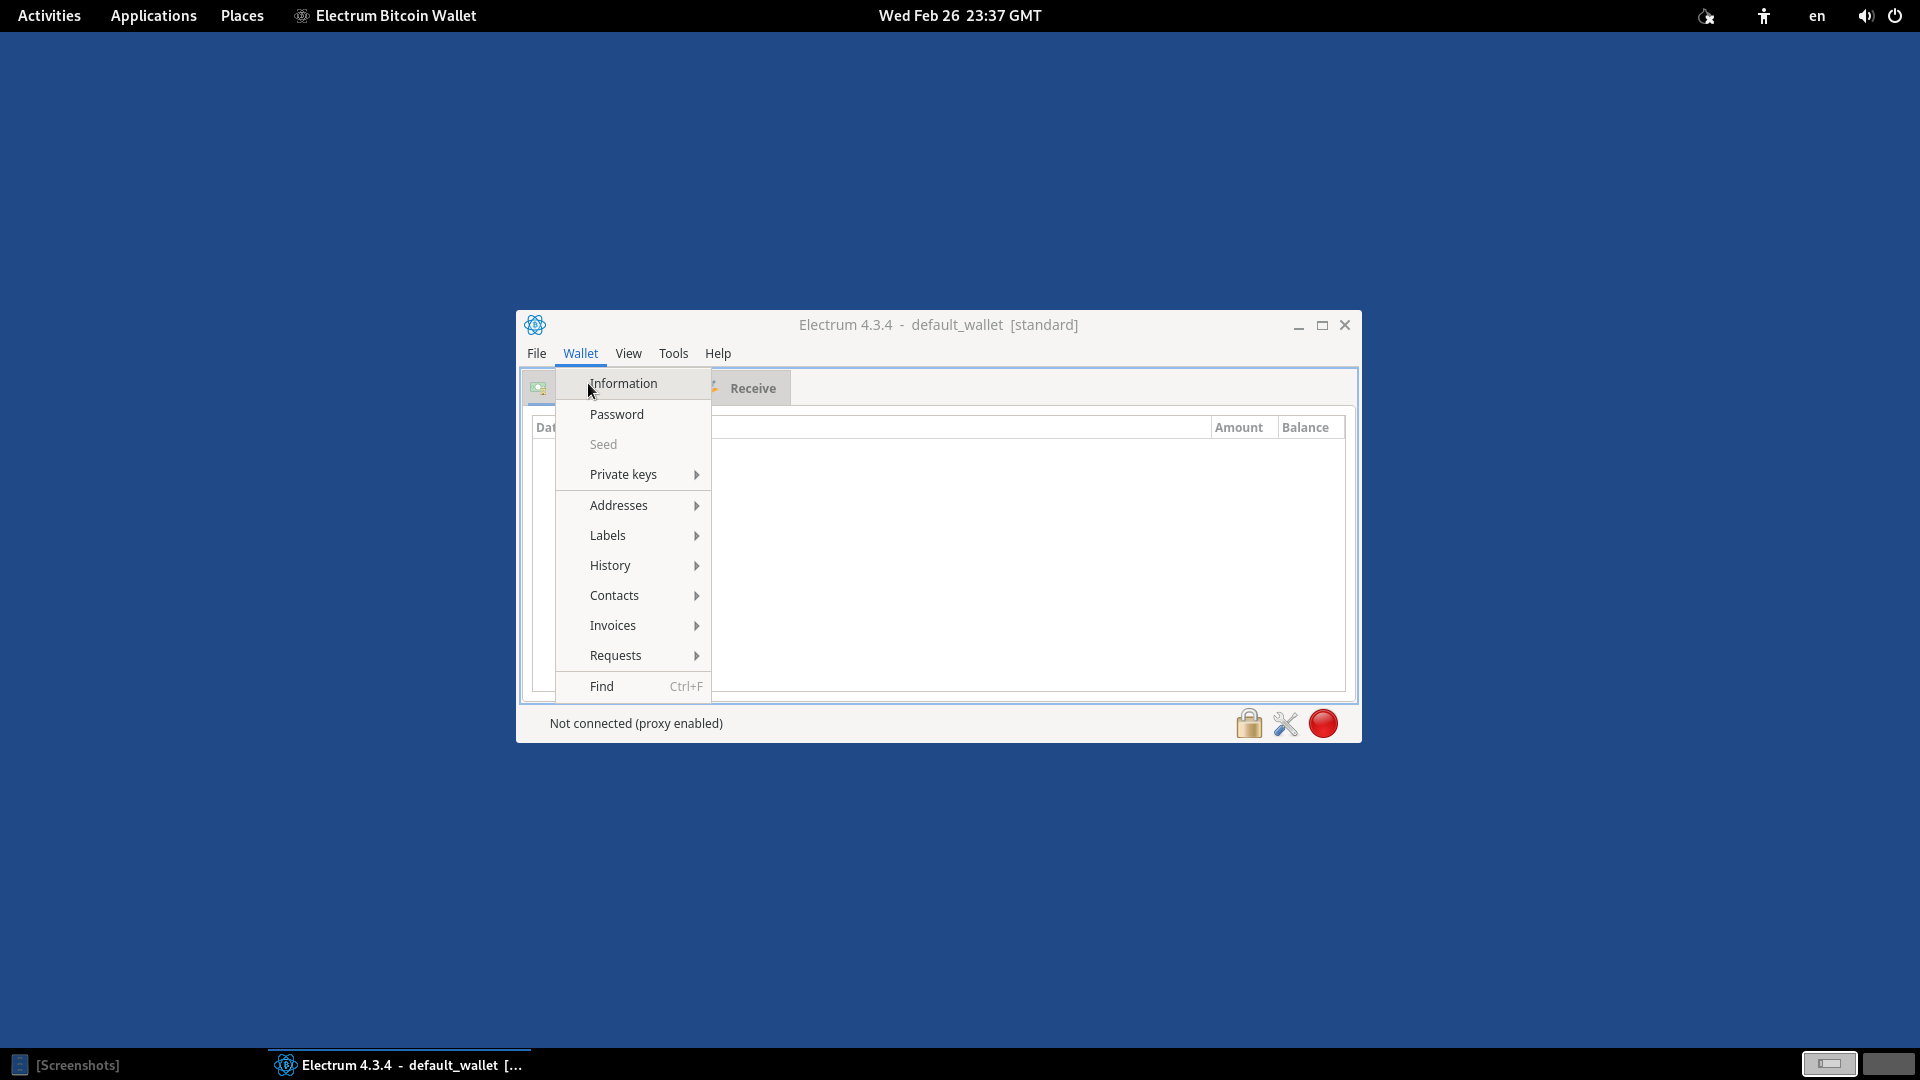 Activities Applications Places Electrum Bitcoin Wallet Wed Feb 26 23:37 GMT en
Electrum 4.3.4 - default_wallet [standard]
File Wallet View Tools Help
Information
Receive
Password
Dat
Amount Balance
Seed
Private keys
Addresses
Labels
History
Contacts
Invoices
Requests
Find Ctrl+F
Not connected (proxy enabled)
[Screenshots] Electrum 4.3.4 - default_wallet [...